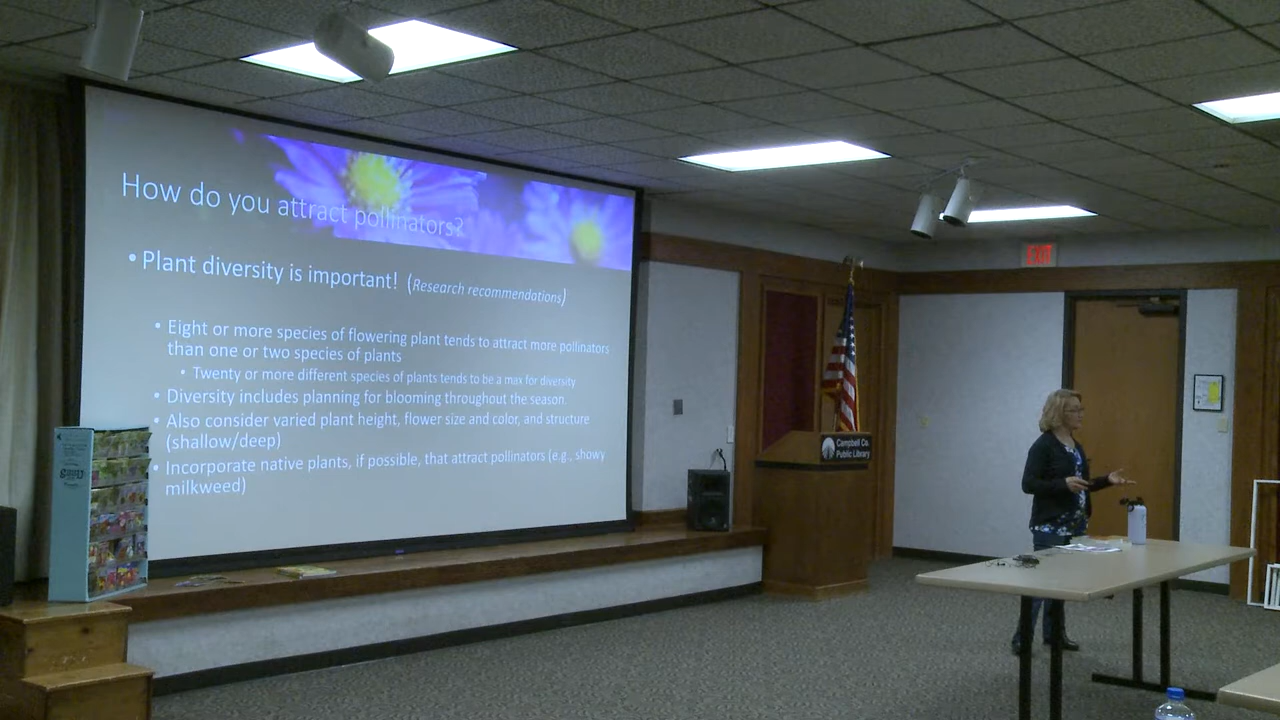 How do you attract pollinators?
• Plant diversity is important! (Research recommendations)
• Eight or more species of flowering plant tends to attract more pollinators
than one or two species of plants
• Twenty or more different species of plants tends to be a max for diversity
• Diversity includes planning for blooming throughout the season.
• Also consider varied plant height, flower size and color, and structure
(shallow/deep)
• Incorporate native plants, if possible, that attract pollinators (e.g., showy
milkweed)
EXIT
Campbell Co.
Public Library